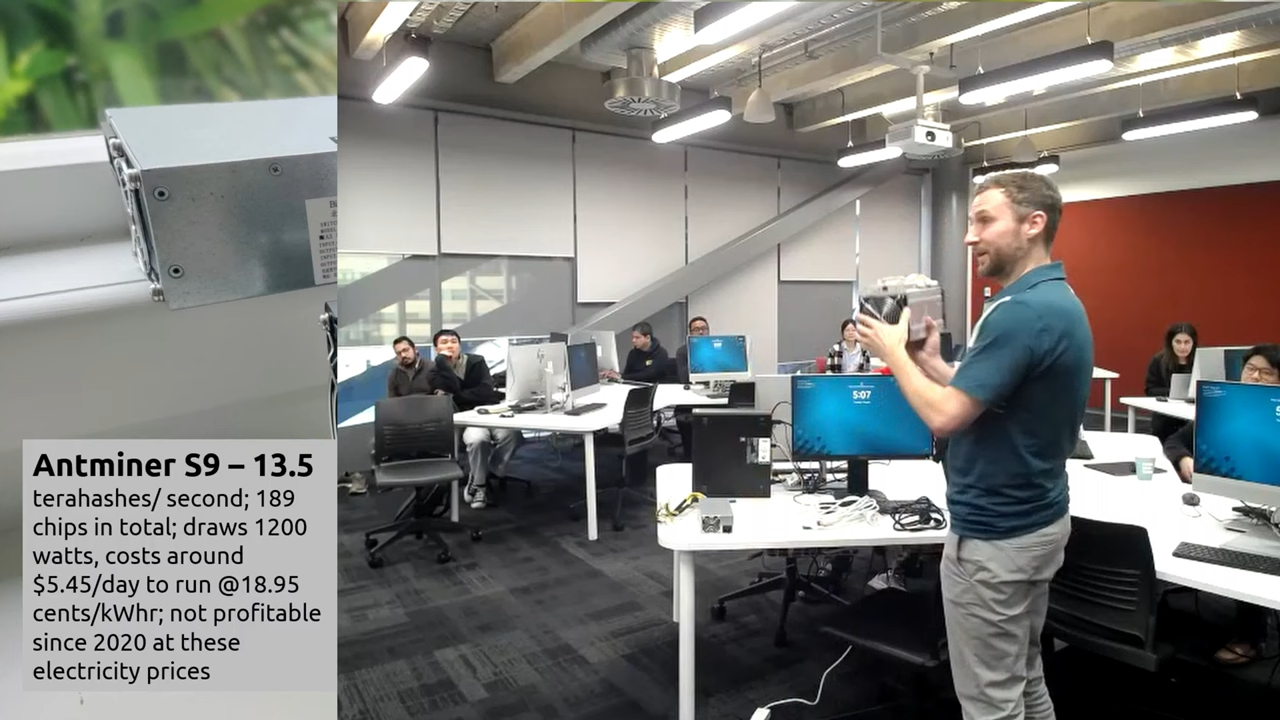 Antminer S9 – 13.5
terahashes/ second; 189
chips in total; draws 1200
watts, costs around
$5.45/day to run @18.95
cents/kWhr; not profitable
since 2020 at these
electricity prices
5:07